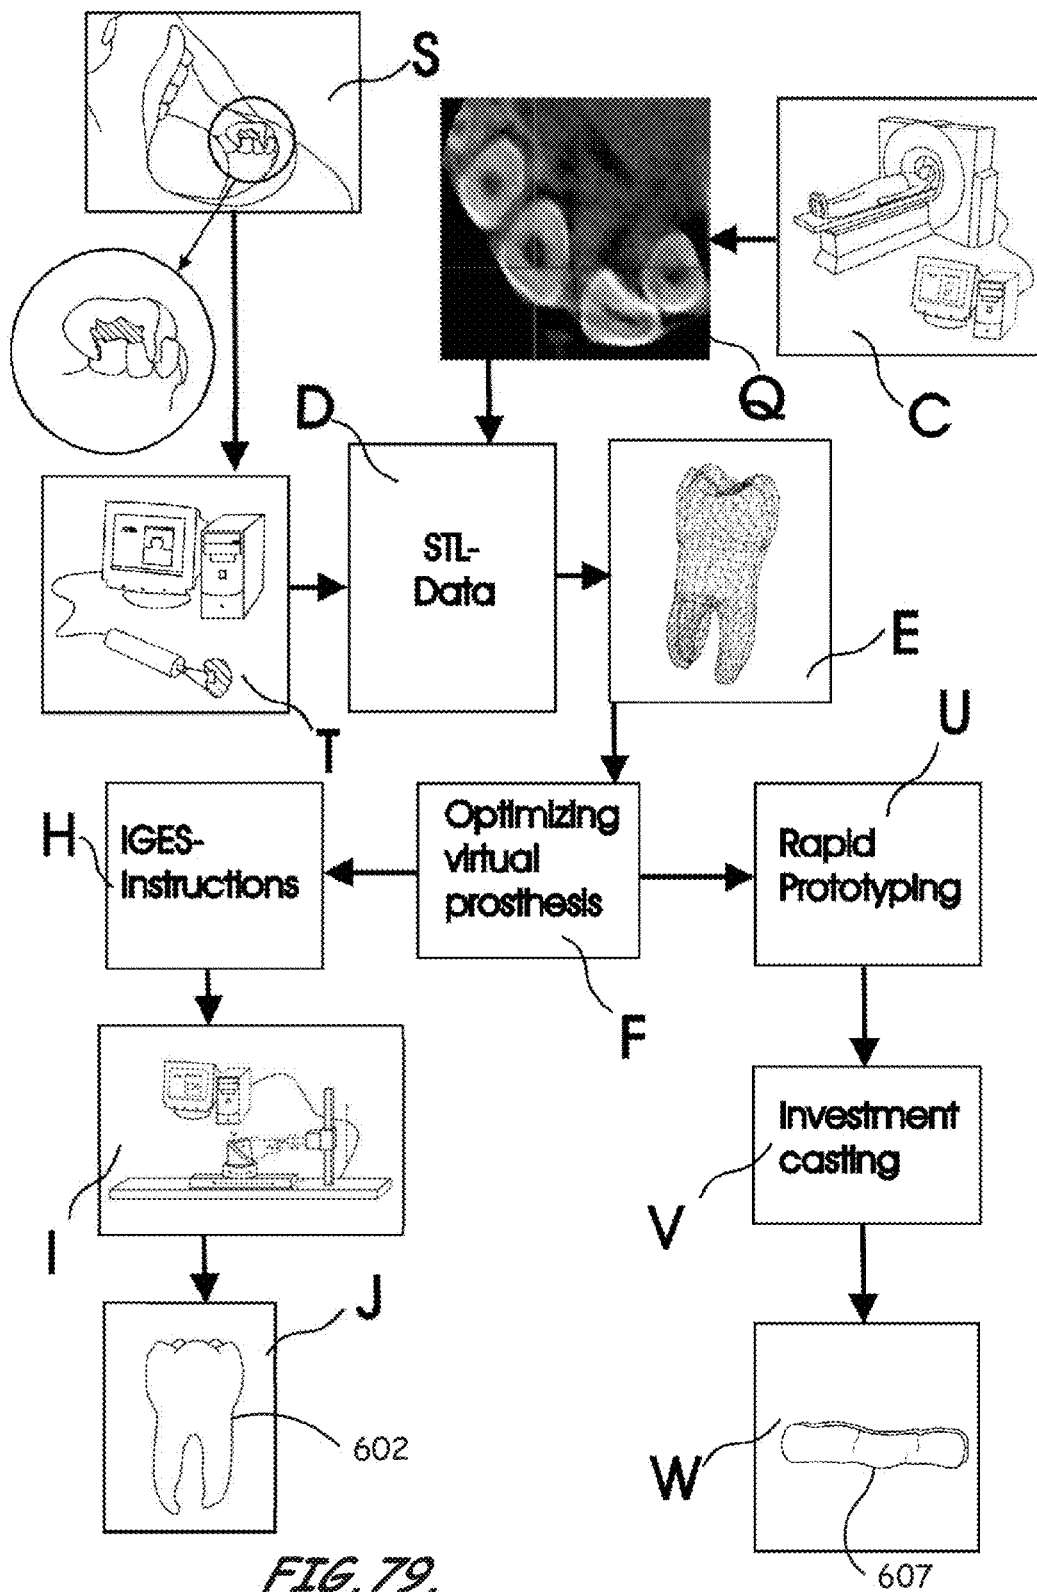 S
Q
C
D
STL-
Data
E
T
U
H
IGES-
Instructions
Optimizing
virtual
prosthesis
F
Rapid
Prototyping
I
Investment
casting
V
J
602
W
607
FIG. 79.